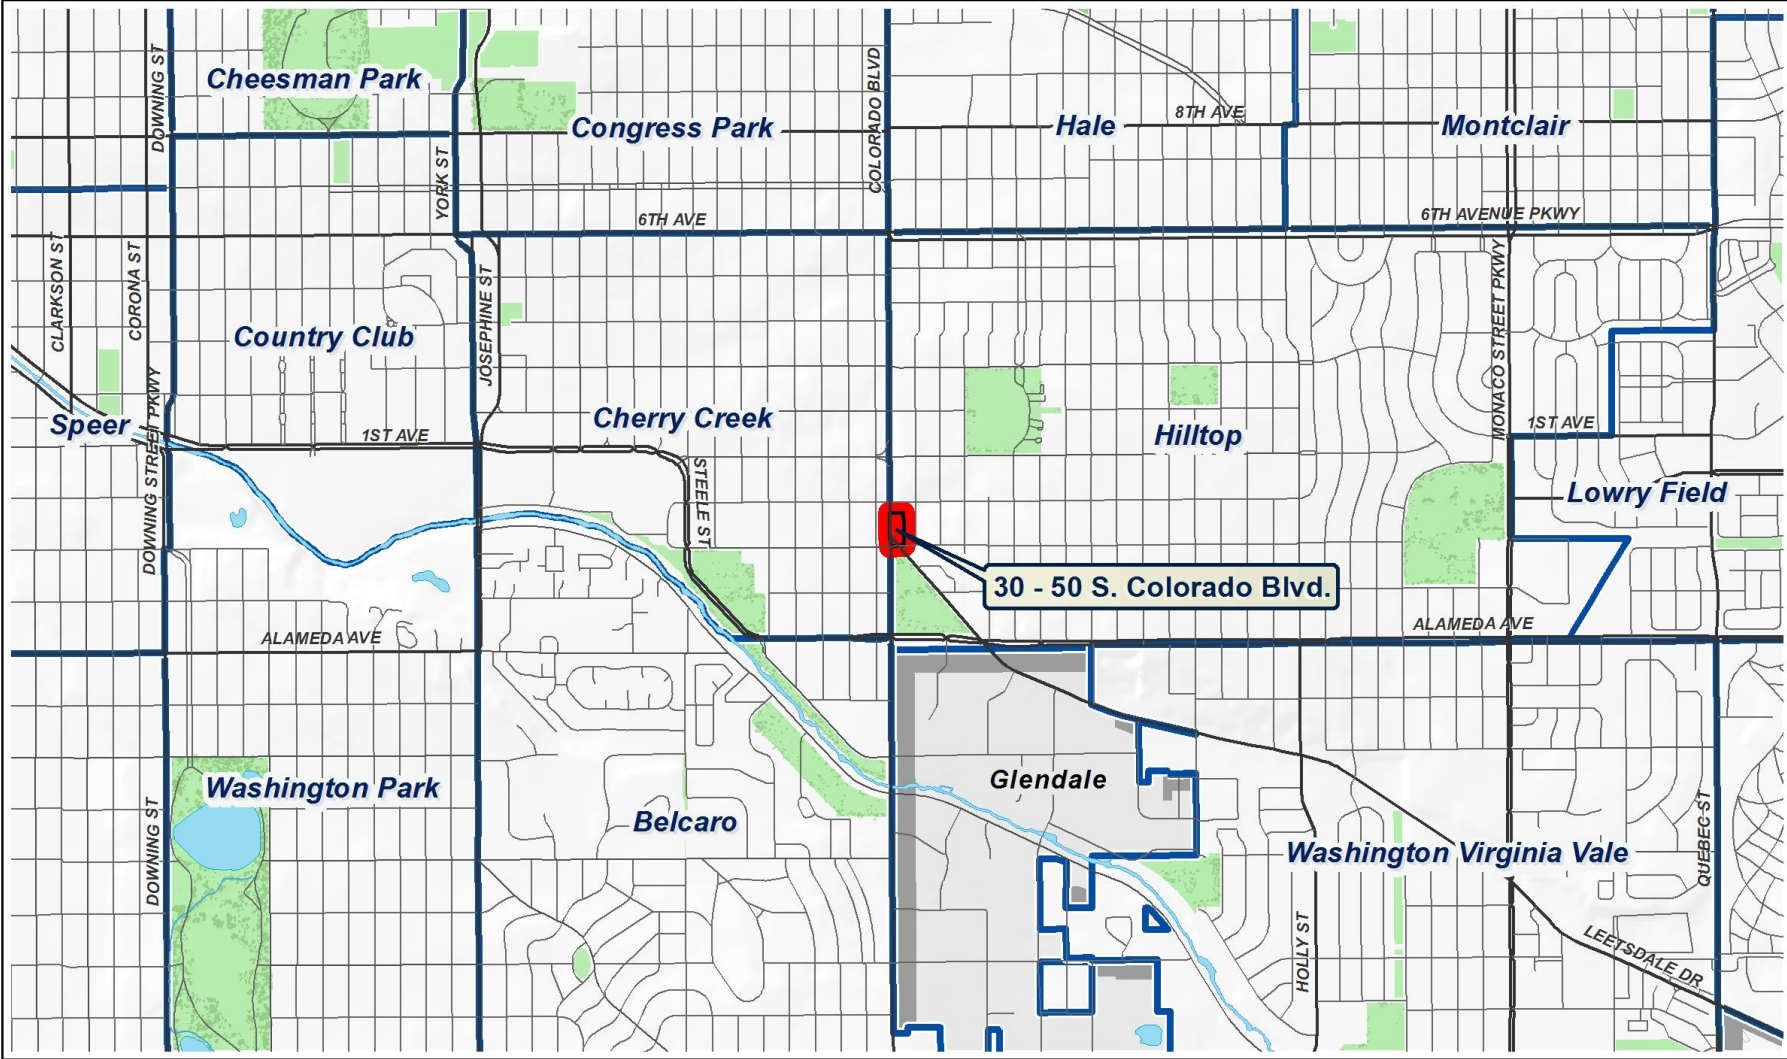 DOWNING ST
Cheesman Park
COLORADO BLVD
Congress Park
Hale
8TH AVE
Montclair
YORK ST
6TH AVE
6TH AVENUE PKWY
CLARKSON ST
CORONA ST
JOSEPHINE ST
MONACO STREET PKWY
Country Club
Cherry Creek
Speer
1ST AVE
Hilltop
1ST AVE
DOWNING STREET PKWY
STEELE ST
Lowry Field
30 - 50 S. Colorado Blvd.
ALAMEDA AVE
ALAMEDA AVE
Washington Park
Glendale
Belcaro
DOWNING ST
Washington Virginia Vale
QUEBEC ST
HOLLY ST
LEETSDALE DR